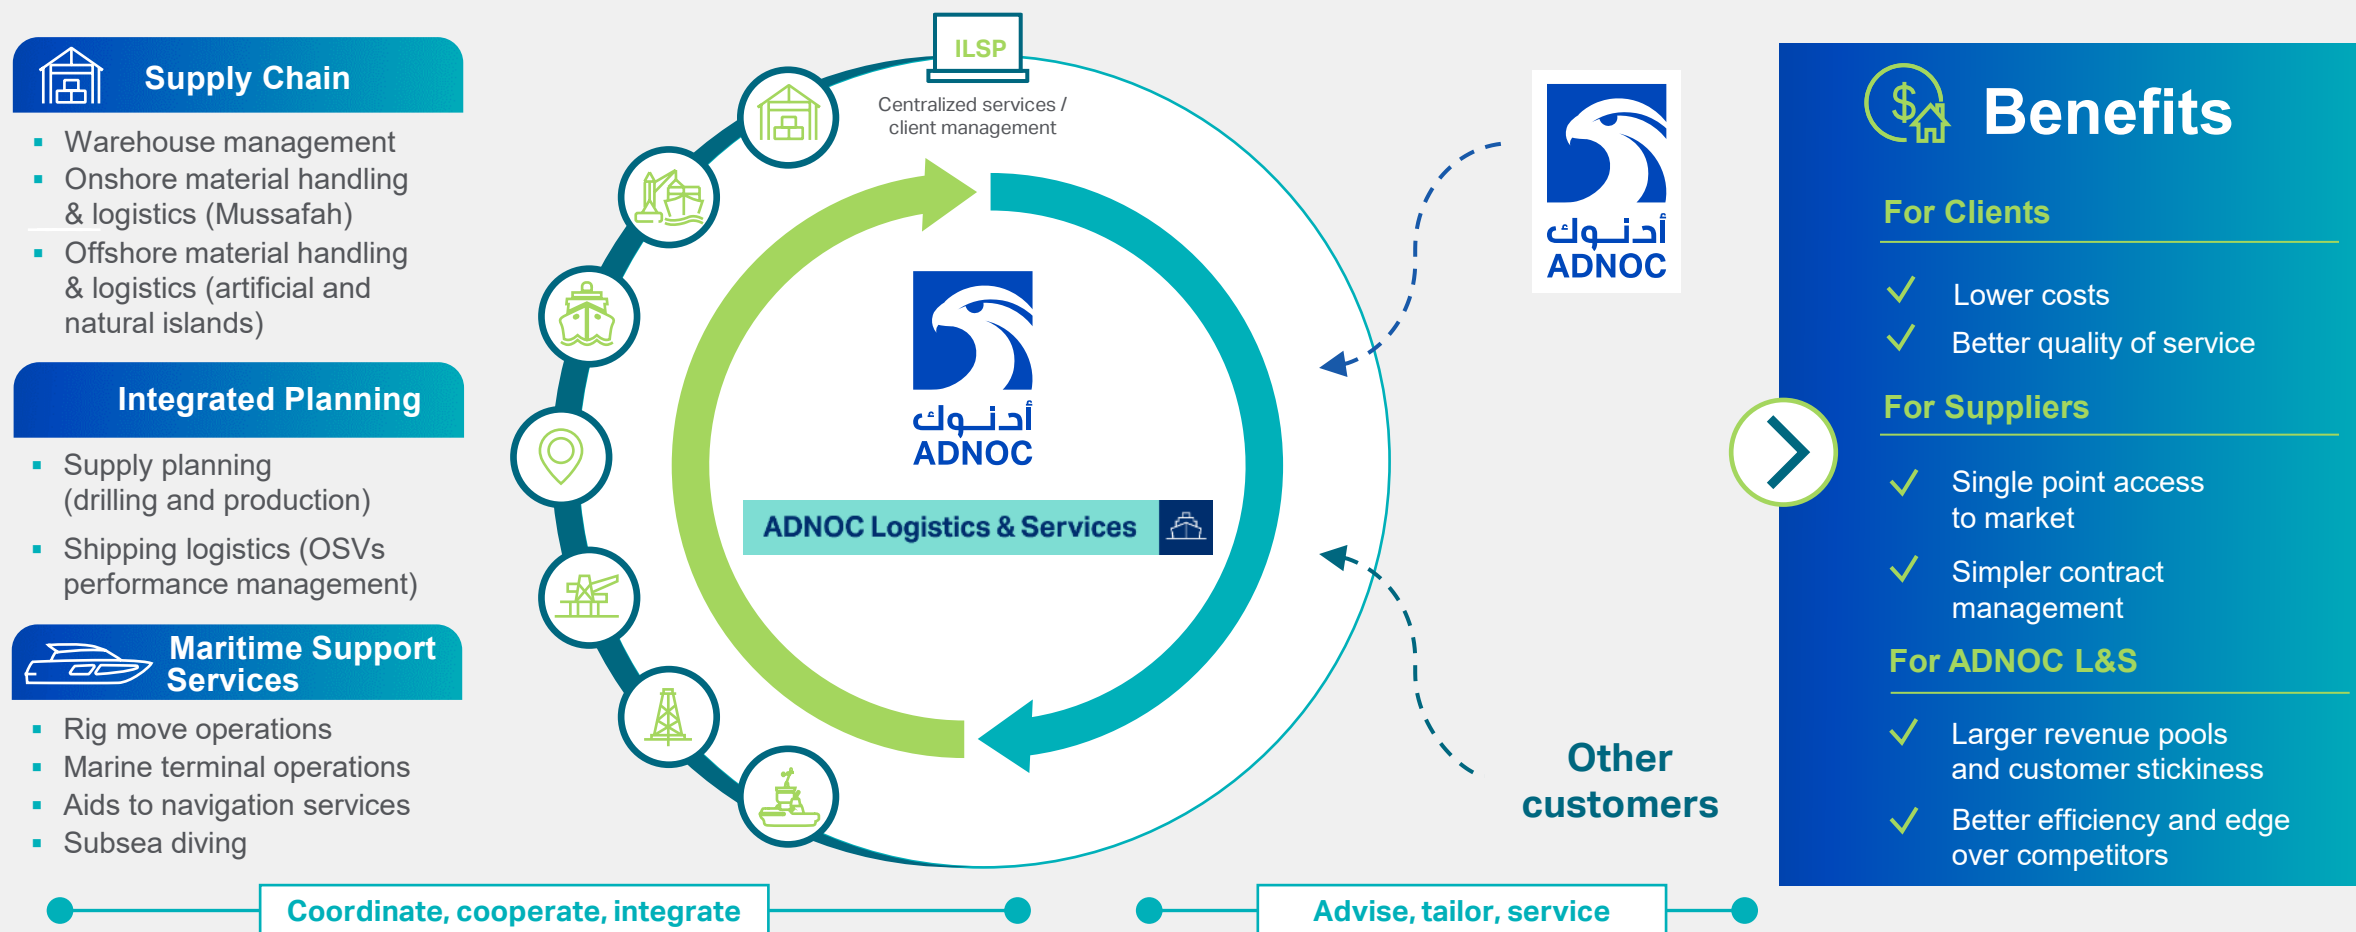 Supply Chain
Warehouse management
Onshore material handling
& logistics (Mussafah)
Offshore material handling
& logistics (artificial and
natural islands)
Integrated Planning
Supply planning
(drilling and production)
Shipping logistics (OSVs
performance management)
Maritime Support
Services
Rig move operations
Marine terminal operations
Aids to navigation services
Subsea diving
ILSP
Centralized services /
client management
أدنوك
ADNOC
ADNOC Logistics & Services
أدنوك
ADNOC
Other
customers
Coordinate, cooperate, integrate
Advise, tailor, service
$
Benefits
For Clients
Lower costs
Better quality of service
For Suppliers
Single point access
to market
Simpler contract
management
For ADNOC L&S
Larger revenue pools
and customer stickiness
Better efficiency and edge
over competitors